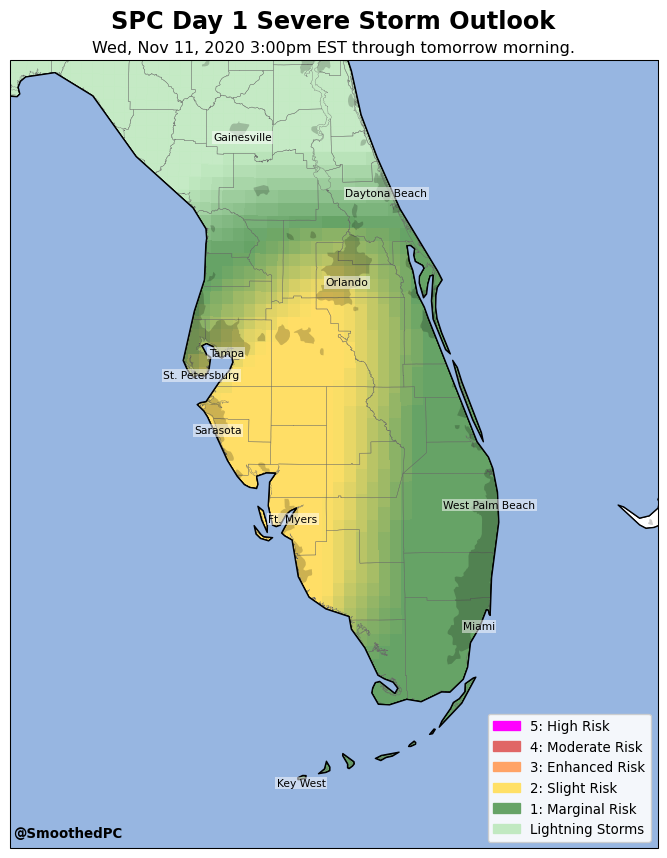 SPC Day 1 Severe Storm Outlook
Wed, Nov 11, 2020 3:00pm EST through tomorrow morning.
Gainesville
Daytona Beach
Orlando
Tampa
St. Petersburg
Sarasota
West Palm Beach
Ft. Myers
Miami
Key West
5: High Risk
4: Moderate Risk
3: Enhanced Risk
2: Slight Risk
1: Marginal Risk
Lightning Storms
@SmoothedPC